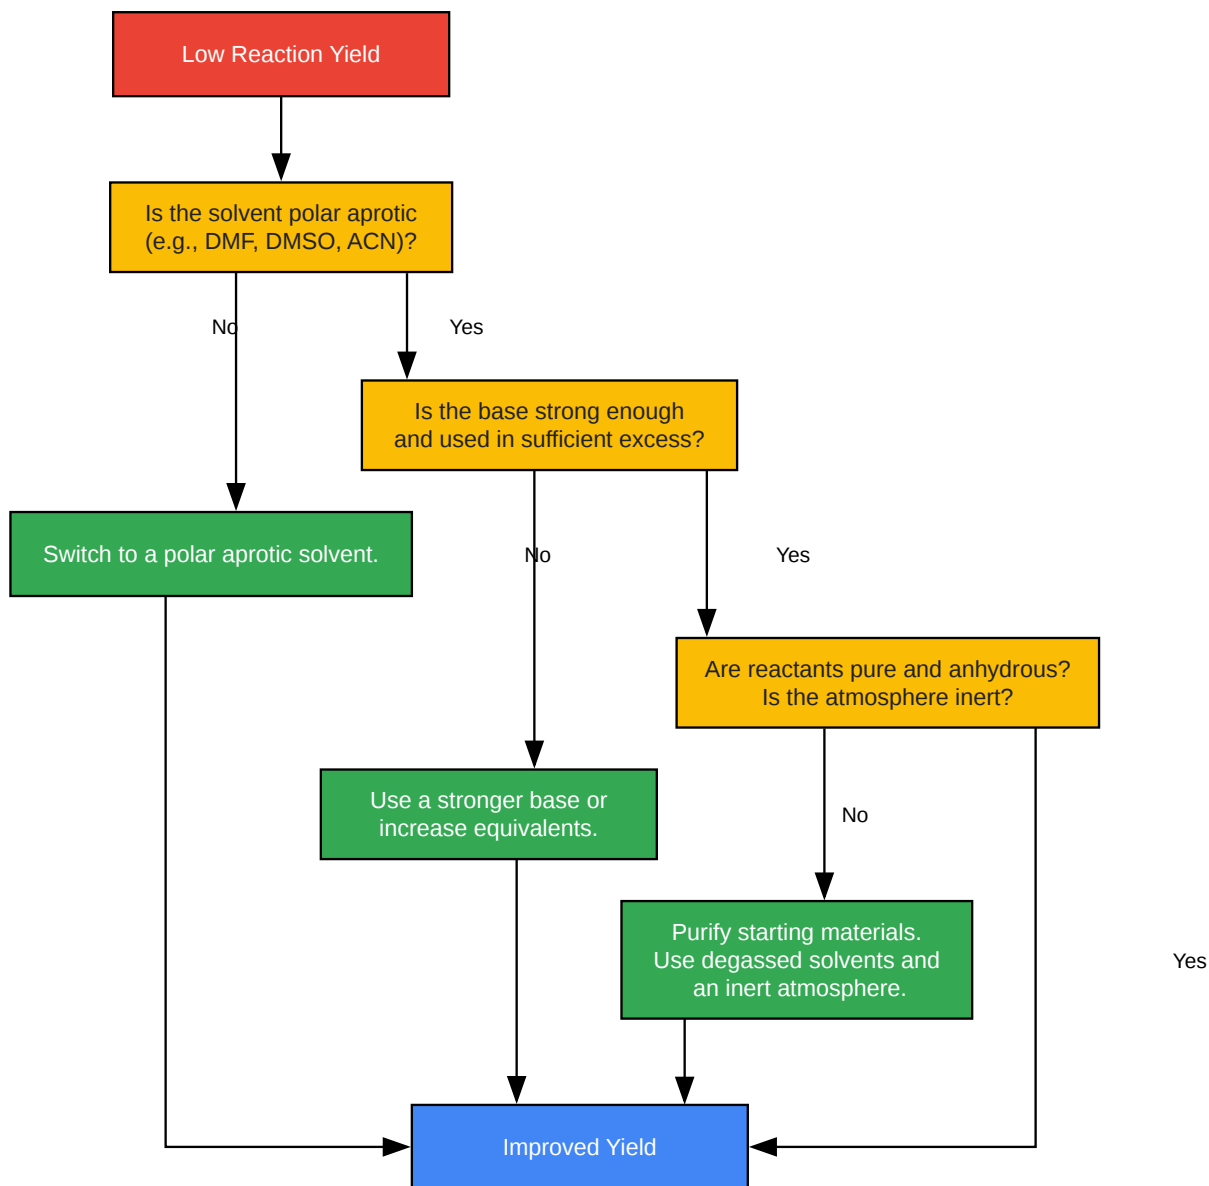 Low Reaction Yield
Is the solvent polar aprotic
(e.g., DMF, DMSO, ACN)?
No
Yes
Is the base strong enough
and used in sufficient excess?
Switch to a polar aprotic solvent.
No
Yes
Are reactants pure and anhydrous?
Is the atmosphere inert?
Use a stronger base or
increase equivalents.
No
Purify starting materials.
Use degassed solvents and
an inert atmosphere.
Yes
Improved Yield